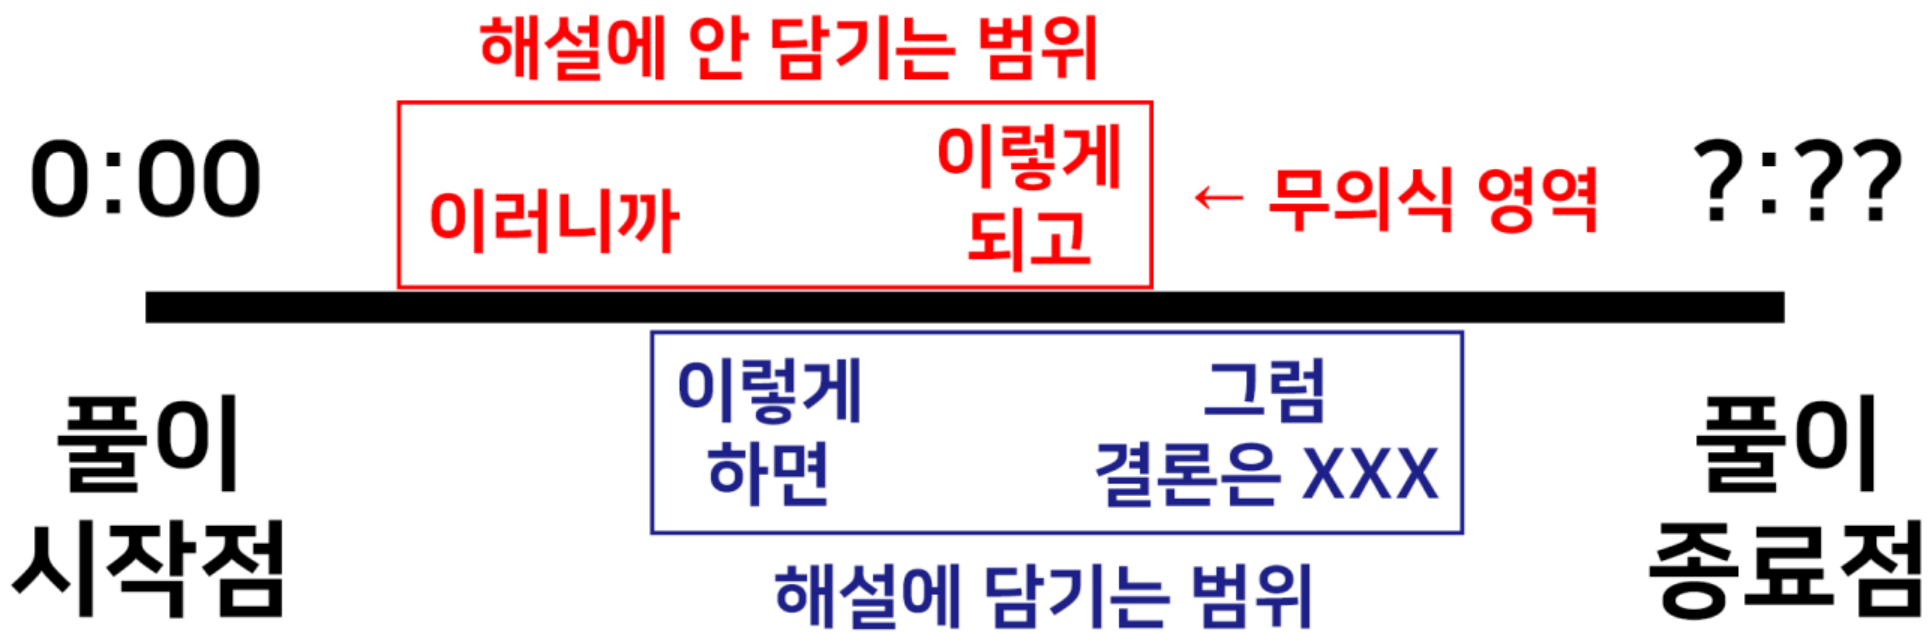 해설에 안 담기는 범위
0:00
이러니까
이렇게
되고
← 무의식 영역
?:??
풀이
시작점
이렇게
하면
그럼
결론은 XXX
풀이
종료점
해설에 담기는 범위